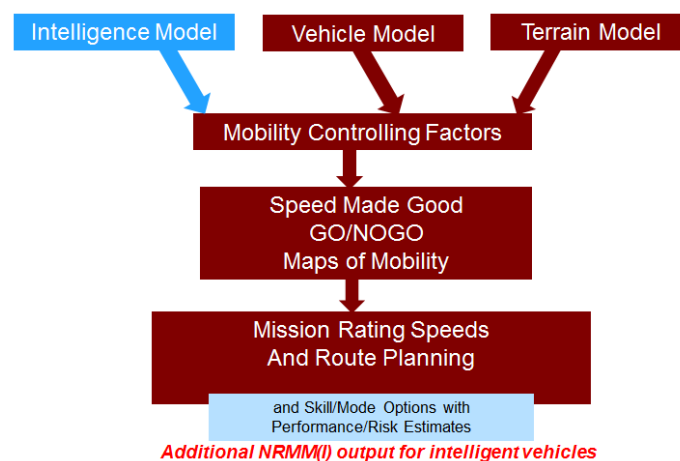 Intelligence Model
Vehicle Model
Terrain Model
Mobility Controlling Factors
Speed Made Good
GO/NOGO
Maps of Mobility
Mission Rating Speeds
And Route Planning
and Skill/Mode Options with
Performance/Risk Estimates
Additional NRMM(I) output for intelligent vehicles